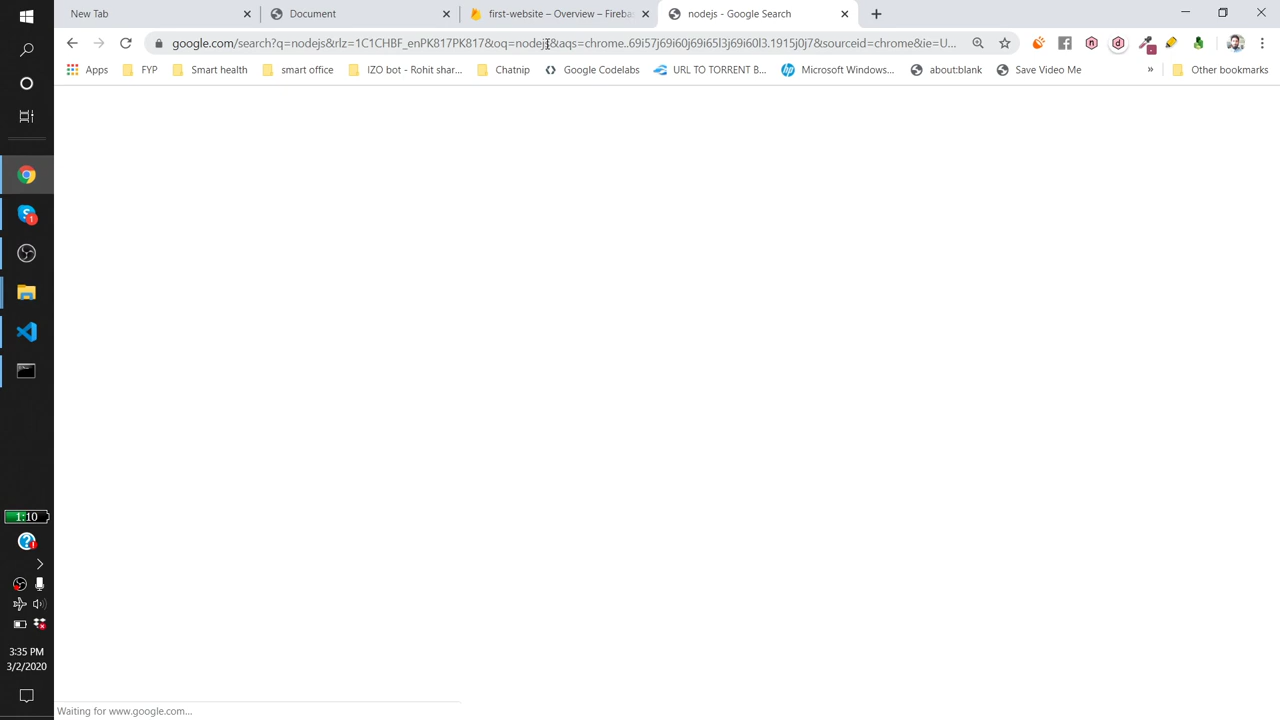 New Tab
Document
first-website – Overview – Fireba
nodejs - Google Search
google.com/search?q=nodejs&rlz=1C1CHBF_enPK817PK817&oq=nodejs&aqs=chrome..69i57j69i60j69i65l3j69i60l3.1915j0j7&sourceid=chrome&ie=U...
Apps
FYP
Smart health
smart office
IZO bot - Rohit shar...
Chatnip
Google Codelabs
URL TO TORRENT B...
Microsoft Windows...
about:blank
Save Video Me
»
Other bookmarks
1
1:10
3:35 PM
3/2/2020
Waiting for www.google.com...